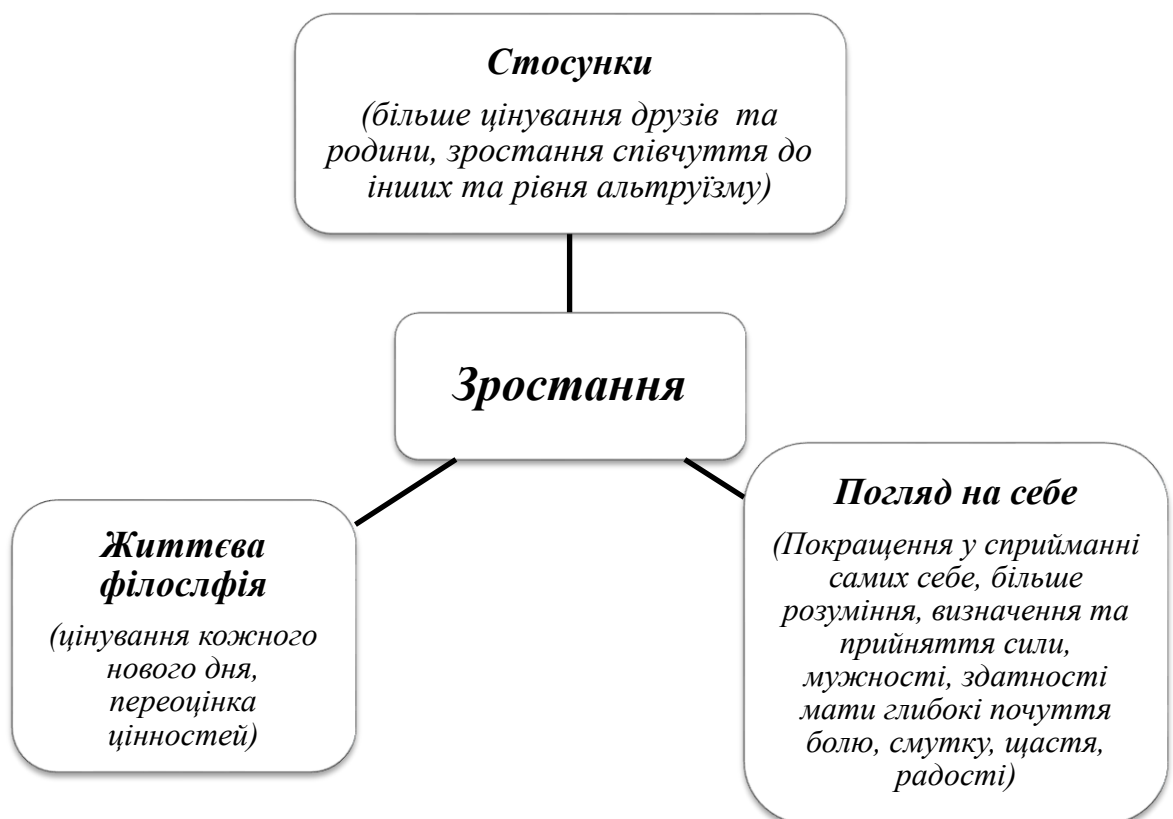 Стосунки
(більше цінування друзів  та
родини, зростання співчуття до
інших та рівня альтруїзму)
Зростання
Життєва
філослфія
(цінування кожного
нового дня,
переоцінка
цінностей)
Погляд на себе
(Покращення у сприйманні
самих себе, більше
розуміння, визначення та
прийняття сили,
мужності, здатності
мати глибокі почуття
болю, смутку, щастя,
радості)